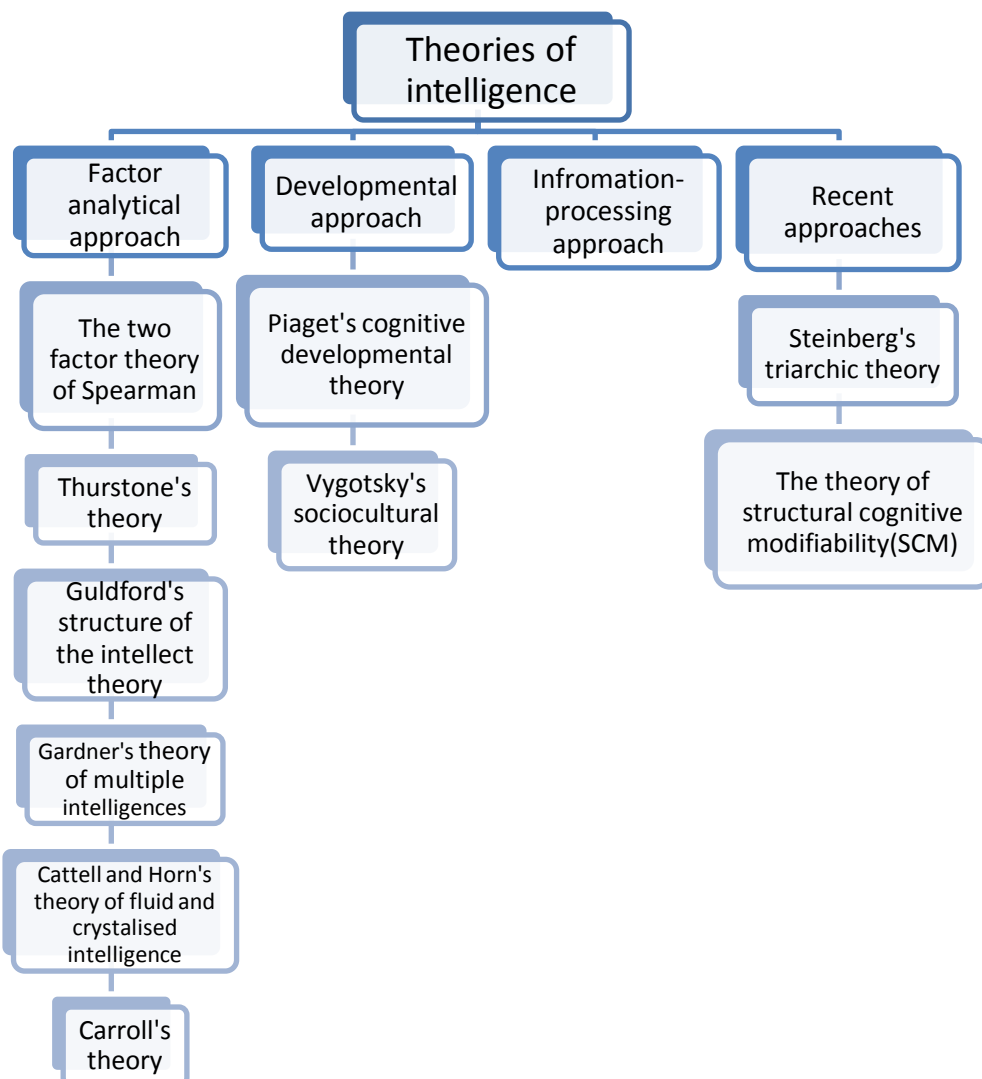 Theories of
intelligence
Factor
analytical
approach
The two
factor theory
of Spearman
Thurstone's
theory
Guldford's
structure of
the intellect
theory
Gardner's theory
of multiple
intelligences
Cattell and Horn's
theory of fluid and
crystalised
intelligence
Carroll's
theory
Developmental
approach
Piaget's cognitive
developmental
theory
Vygotsky's
sociocultural
theory
Infromation-
processing
approach
Recent
approaches
Steinberg's
triarchic theory
The theory of
structural cognitive
modifiability(SCM)